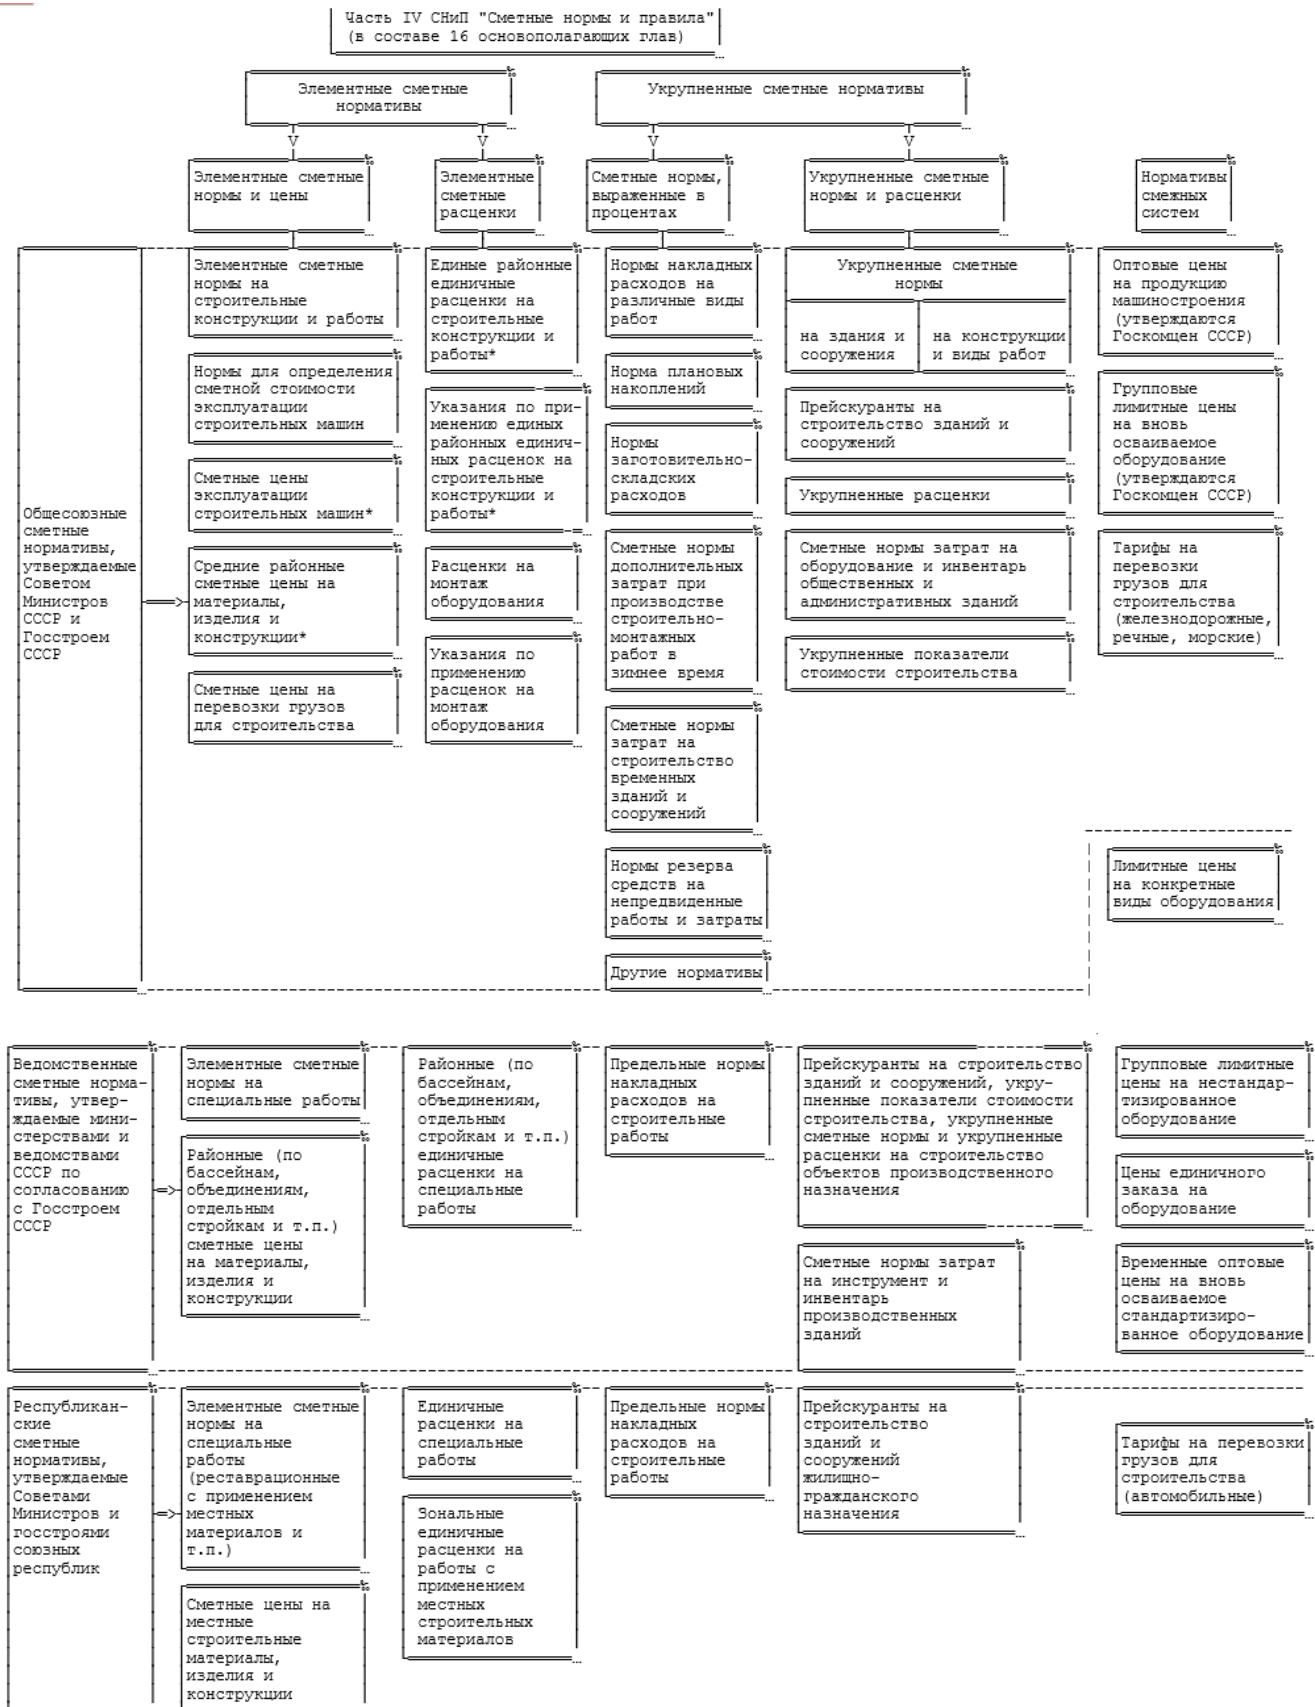 Часть IV СНиП "Сметные нормы и правила"
(в составе 16 основополагающих глав)
Элементные сметные
нормативы
Укрупненные сметные нормативы
Элементные сметные
нормы и цены
Элементные
сметные
расценки
Сметные нормы,
выраженные в
процентах
Укрупненные сметные
нормы и расценки
Нормативы
смежных
систем
Общесоюзные
сметные
нормативы,
утверждаемые
Советом
Министров
СССР и
Госстроем
СССР
Элементные сметные
нормы на
строительные
конструкции и работы
Нормы для определения
сметной стоимости
эксплуатации
строительных машин
Сметные цены
эксплуатации
строительных машин*
Средние районные
сметные цены на
материалы,
изделия и
конструкции*
Сметные цены на
перевозки грузов
для строительства
Единые районные
единичные
расценки на
строительные
конструкции и
работы*
Указания по при-
менению единых
районных единич-
ных расценок на
строительные
конструкции и
работы*
Расценки на
монтаж
оборудования
Указания по
применению
расценок на
монтаж
оборудования
Нормы накладных
расходов на
различные виды
работ
Норма плановых
накоплений
Нормы
заготовительно-
складских
расходов
Сметные нормы
дополнительных
затрат при
производстве
строительно-
монтажных
работ в
зимнее время
Сметные нормы
затрат на
строительство
временных
зданий и
сооружений
Нормы резерва
средств на
непредвиденные
работы и затраты
Другие нормативы
Укрупненные сметные
нормы
на здания и
сооружения
на конструкции
и виды работ
Прейскуранты на
строительство зданий и
сооружений
Укрупненные расценки
Сметные нормы затрат на
оборудование и инвентарь
общественных и
административных зданий
Укрупненные показатели
стоимости строительства
Оптовые цены
на продукцию
машиностроения
(утверждаются
Госкомцен СССР)
Групповые
лимитные цены
на вновь
осваиваемое
оборудование
(утверждаются
Госкомцен СССР)
Тарифы на
перевозки
грузов для
строительства
(железнодорожные,
речные, морские)
Лимитные цены
на конкретные
виды оборудования
Ведомственные
сметные норма-
тивы, утвер-
ждаемые мини-
стерствами и
ведомствами
СССР по
согласованию
с Госстроем
СССР
Элементные сметные
нормы на
специальные работы
Районные (по
бассейнам,
объединениям,
отдельным
стройкам и т.п.)
сметные цены
на материалы,
изделия и
конструкции
Районные (по
бассейнам,
объединениям,
отдельным
стройкам и т.п.)
единичные
расценки на
специальные
работы
Предельные нормы
накладных
расходов на
строительные
работы
Прейскуранты на строительство
зданий и сооружений, укру-
пненные показатели стоимости
строительства, укрупненные
сметные нормы и укрупненные
расценки на строительство
объектов производственного
назначения
Сметные нормы затрат
на инструмент и
инвентарь
производственных
зданий
Групповые лимитные
цены на нестандар-
тизированное
оборудование
Цены единичного
заказа на
оборудование
Временные оптовые
цены на вновь
осваиваемое
стандартизиро-
ванное оборудование
Республикан-
ские
сметные
нормативы,
утверждаемые
Советами
Министров и
госстроями
союзных
республик
Элементные сметные
нормы на
специальные
работы
(реставрационные
с применением
местных
материалов и
т.п.)
Сметные цены на
местные
строительные
материалы,
изделия и
конструкции
Единичные
расценки на
специальные
работы
Зональные
единичные
расценки на
работы с
применением
местных
строительных
материалов
Предельные нормы
накладных
расходов на
строительные
работы
Прейскуранты на
строительство
зданий и
сооружений
жилищно-
гражданского
назначения
Тарифы на перевозки
грузов для
строительства
(автомобильные)